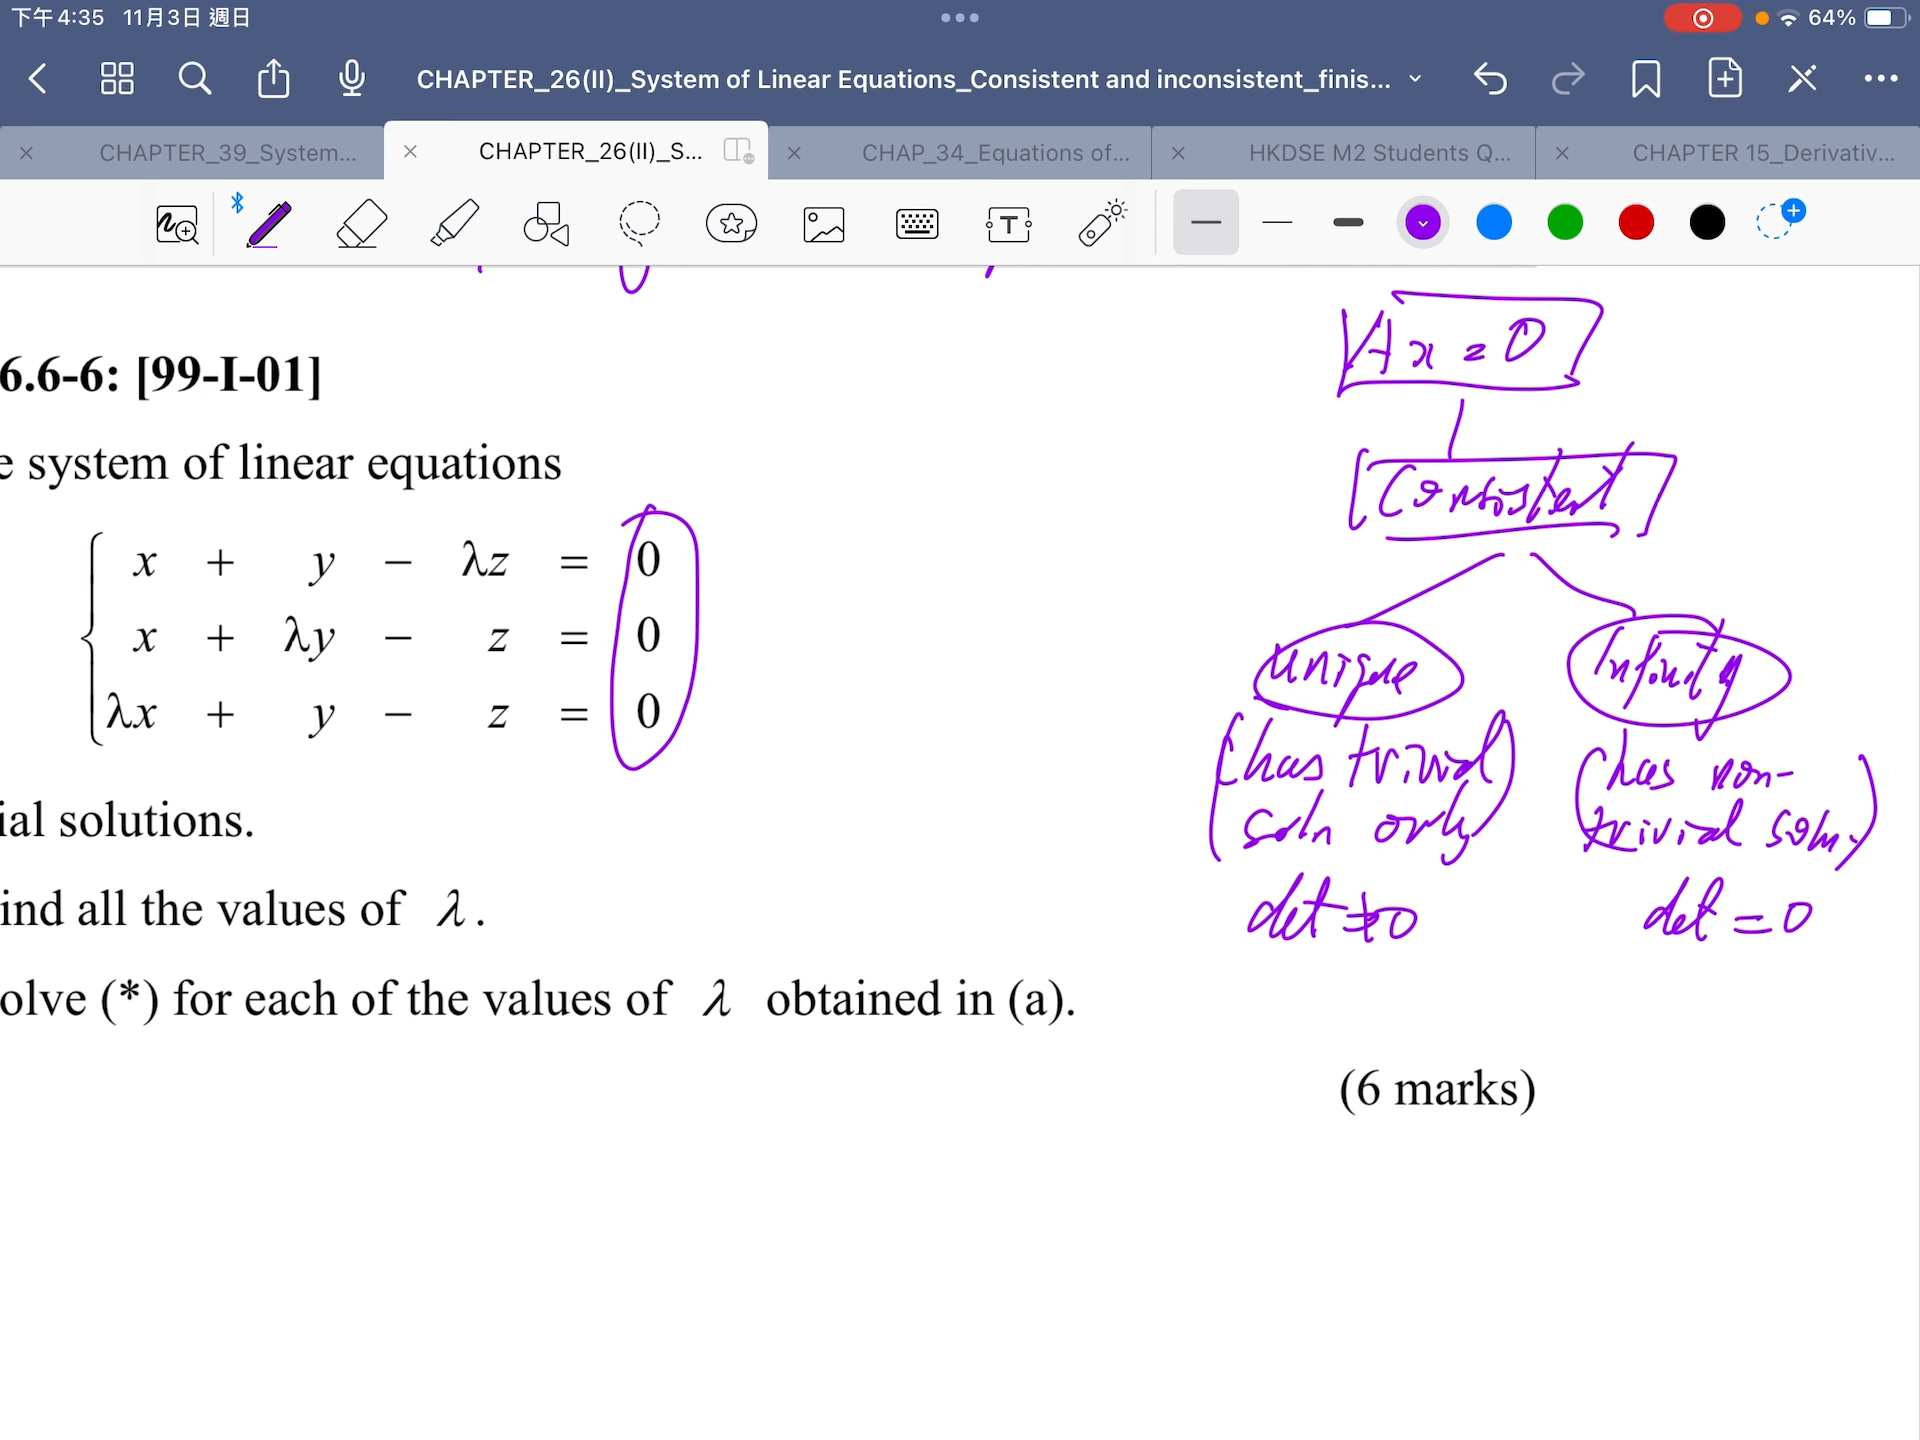 下午4:35 11月3日 週日
64%
CHAPTER_26(II)_System of Linear Equations_Consistent and inconsistent_finis...
CHAPTER_39_System...
CHAPTER_26(II)_S...
CHAP_34_Equations of...
HKDSE M2 Students Q...
CHAPTER 15_Derivativ...
T
Ax = 0
6.6-6: [99-I-01]
e system of linear equations
Consistent
x + y − λz = 0
x + λy − z = 0
λx + y − z = 0
unique
Infinity
(has trivial
soln only)
(has non-
trivial soln.)
ial solutions.
ind all the values of λ.
det ≠ 0
det = 0
olve (*) for each of the values of λ obtained in (a).
(6 marks)